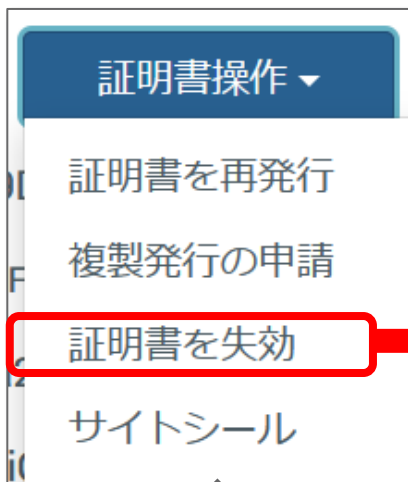 証明書操作
証明書を再発行
複製発行の申請
証明書を失効
サイトシール